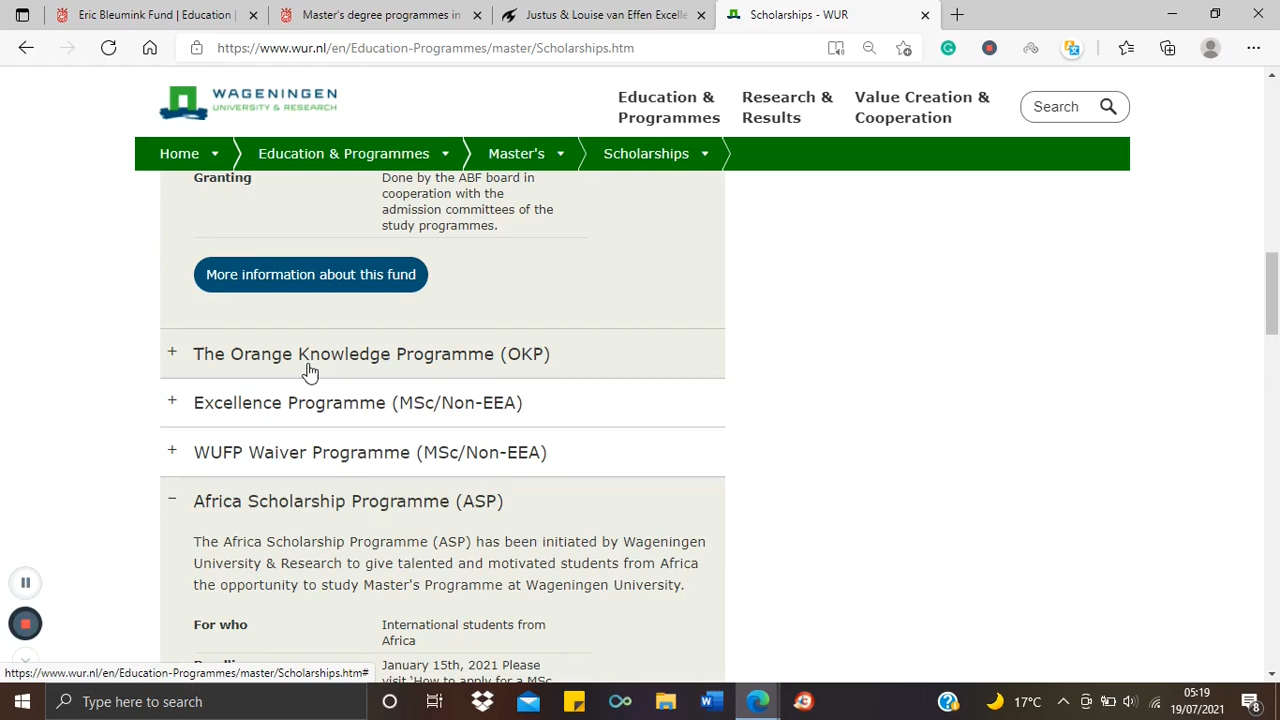 Eric Bleumink Fund | Education |
Master's degree programmes in
Justus & Louise van Effen Excelle
Scholarships - WUR
https://www.wur.nl/en/Education-Programmes/master/Scholarships.htm
WAGENINGEN
UNIVERSITY & RESEARCH
Education &
Programmes
Research &
Results
Value Creation &
Cooperation
Search
Home
Education & Programmes
Master's
Scholarships
Granting
Done by the ABF board in
cooperation with the
admission committees of the
study programmes.
More information about this fund
+ The Orange Knowledge Programme (OKP)
+ Excellence Programme (MSc/Non-EEA)
+ WUFP Waiver Programme (MSc/Non-EEA)
− Africa Scholarship Programme (ASP)
The Africa Scholarship Programme (ASP) has been initiated by Wageningen
University & Research to give talented and motivated students from Africa
the opportunity to study Master's Programme at Wageningen University.
For who
International students from
Africa
January 15th, 2021 Please
visit 'How to apply for a MSc
https://www.wur.nl/en/Education-Programmes/master/Scholarships.htm#
Type here to search
17°C
05:19
19/07/2021
8